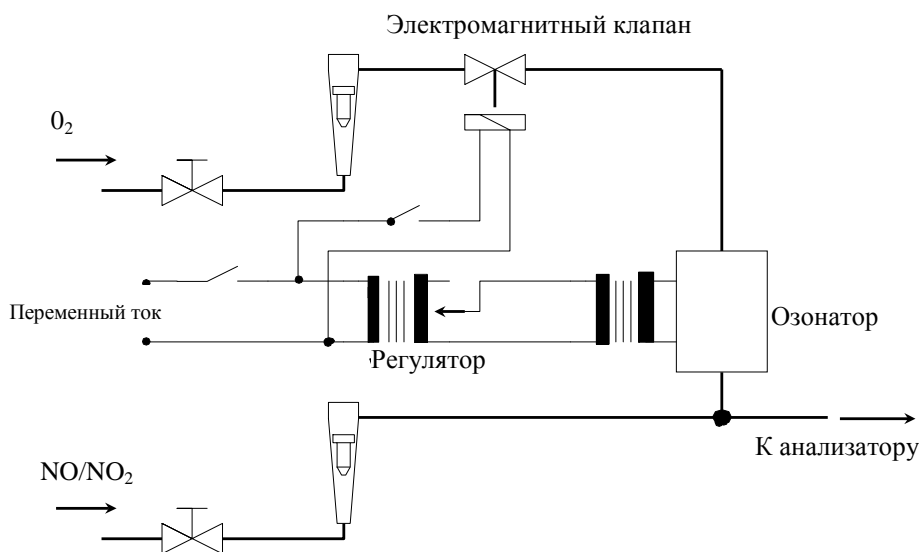 Электромагнитный клапан
0₂
Переменный ток
Озонатор
Регулятор
К анализатору
NO/NO₂